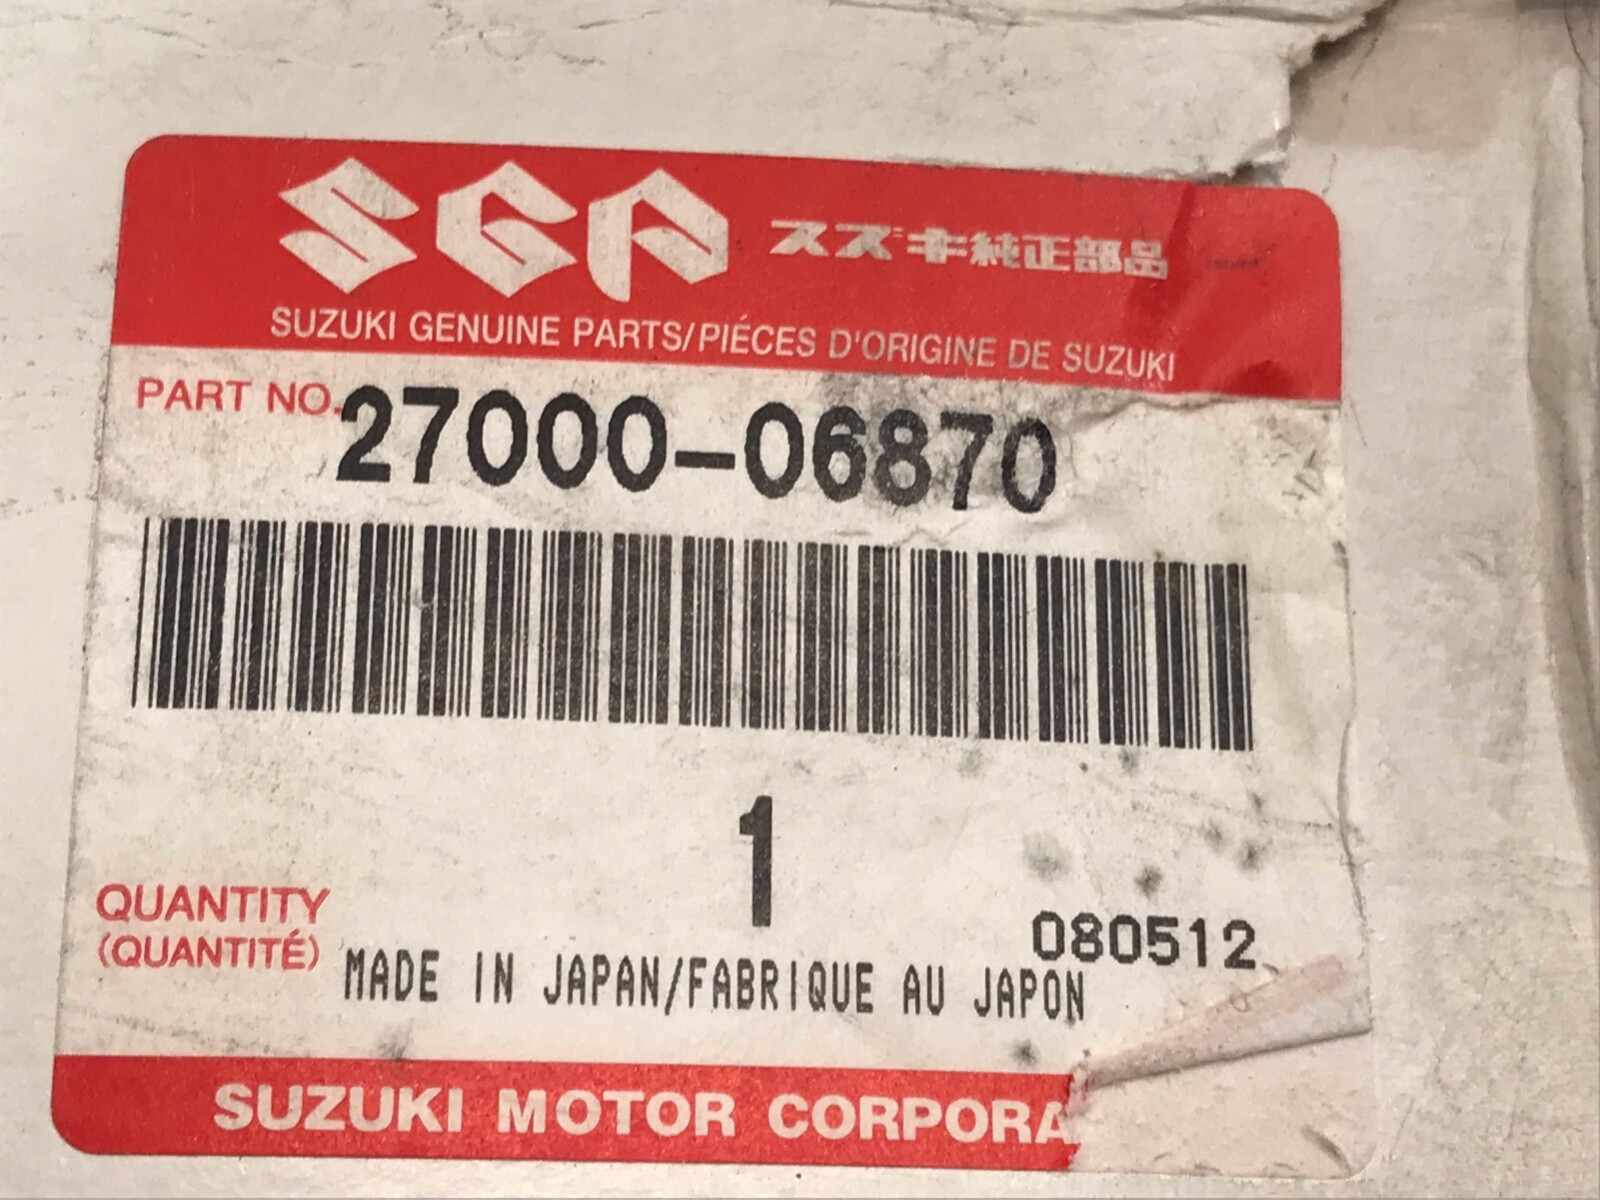 SGP スズキ純正部品
SUZUKI GENUINE PARTS/PIÉCES D'ORIGINE DE SUZUKI
PART NO. 27000-06870
1
QUANTITY
(QUANTITÉ)
080512
MADE IN JAPAN/FABRIQUE AU JAPON
SUZUKI MOTOR CORPORA